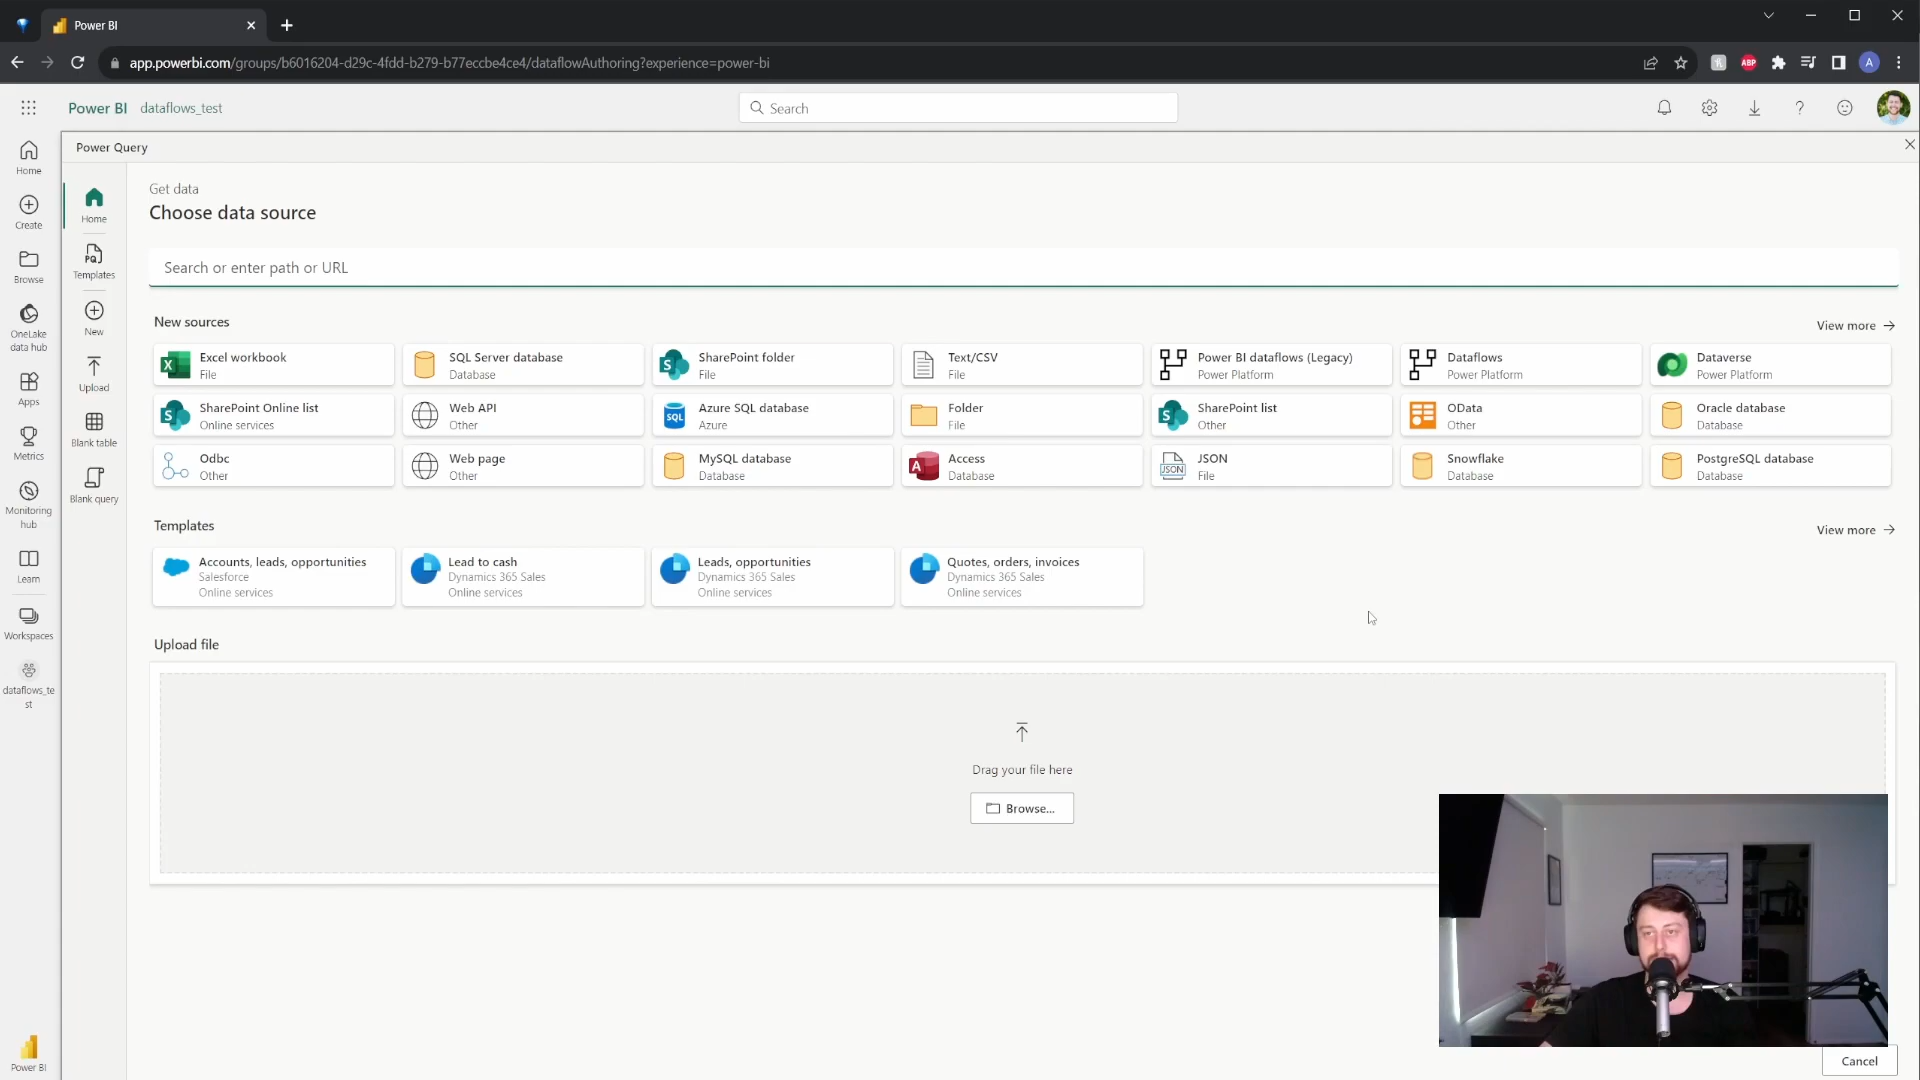 Power BI
app.powerbi.com/groups/b6016204-d29c-4fdd-b279-b77eccbe4ce4/dataflowAuthoring?experience=power-bi
ABP
A
Power BI dataflows_test
Search
Power Query
Home
Create
Browse
OneLake
data hub
Apps
Metrics
Monitoring
hub
Learn
Workspaces
dataflows_te
st
Power BI
Home
PQ
Templates
New
Upload
Blank table
Blank query
Get data
Choose data source
Search or enter path or URL
New sources
View more
Excel workbook
File
SQL Server database
Database
SharePoint folder
File
Text/CSV
File
Power BI dataflows (Legacy)
Power Platform
Dataflows
Power Platform
Dataverse
Power Platform
SharePoint Online list
Online services
Web API
Other
SQL
Azure SQL database
Azure
Folder
File
SharePoint list
Other
OData
Other
Oracle database
Database
Odbc
Other
Web page
Other
MySQL database
Database
Access
Database
JSON
JSON
File
Snowflake
Database
PostgreSQL database
Database
Templates
View more
Accounts, leads, opportunities
Salesforce
Online services
Lead to cash
Dynamics 365 Sales
Online services
Leads, opportunities
Dynamics 365 Sales
Online services
Quotes, orders, invoices
Dynamics 365 Sales
Online services
Upload file
Drag your file here
Browse...
Cancel